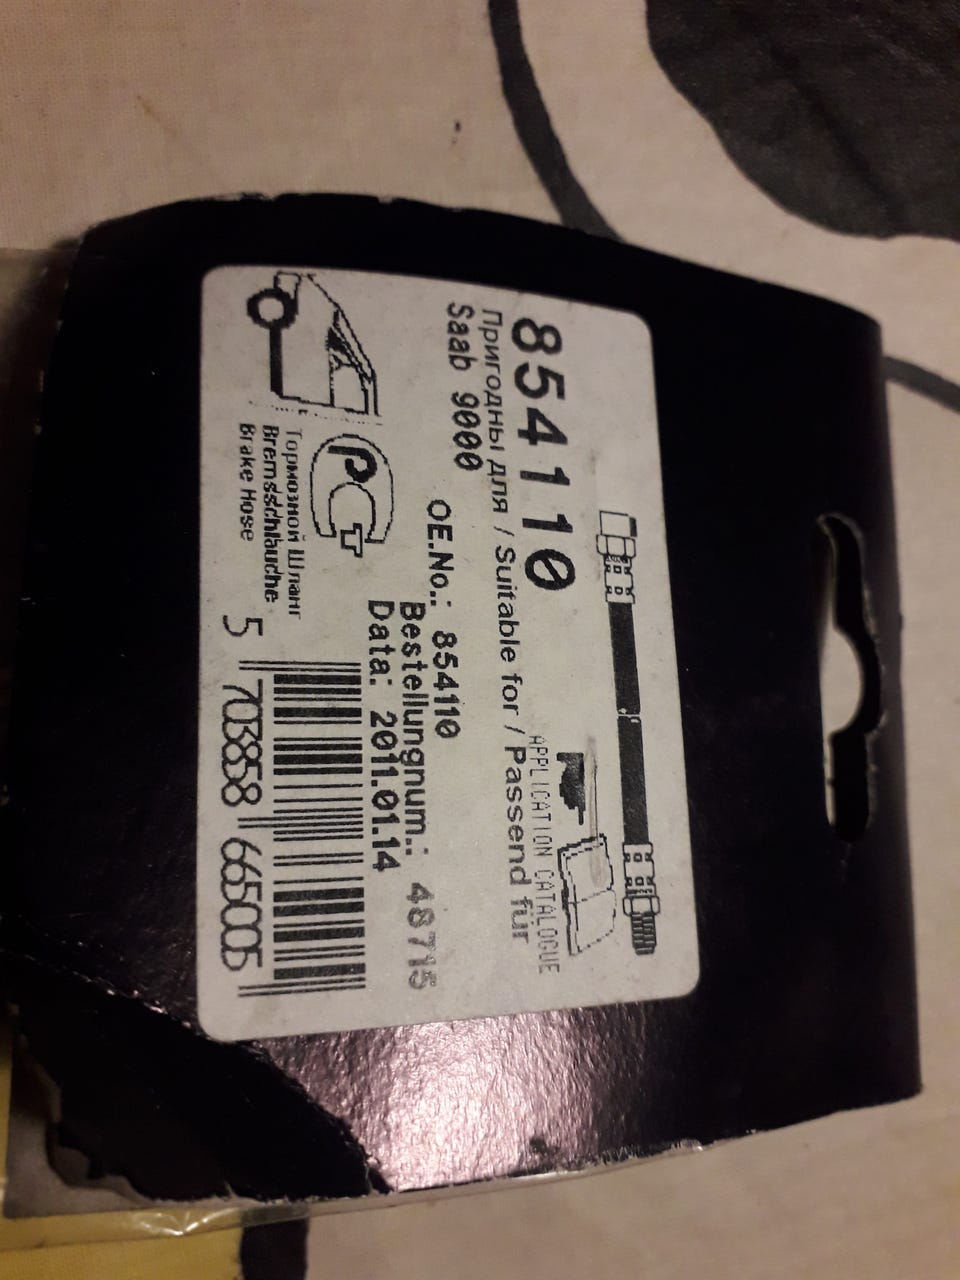 854110
APPLICATION CATALOGUE
Пригодны для / Suitable for / Passend für
Saab 9000
OE.No.: 854110
Bestellungnum.: 48715
Data: 2011.01.14
PCT
Тормозной Шланг
Bremsschläuche
Brake Hose
5 703858 665005